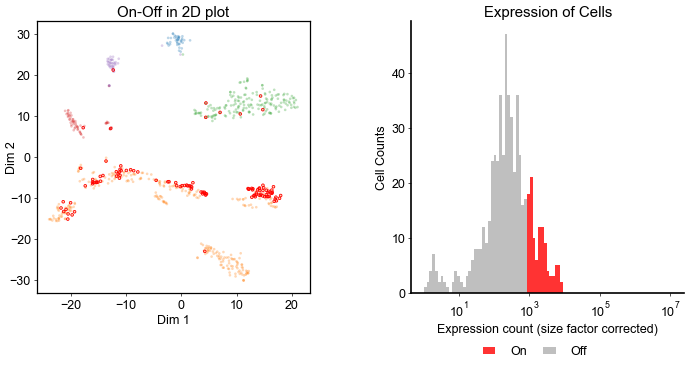 On-Off in 2D plot
Dim 2
30
20
10
0
−10
−20
−30
−20 −10 0 10 20
Dim 1
Expression of Cells
Cell Counts
40
30
20
10
0
10^1 10^3 10^5 10^7
Expression count (size factor corrected)
On Off